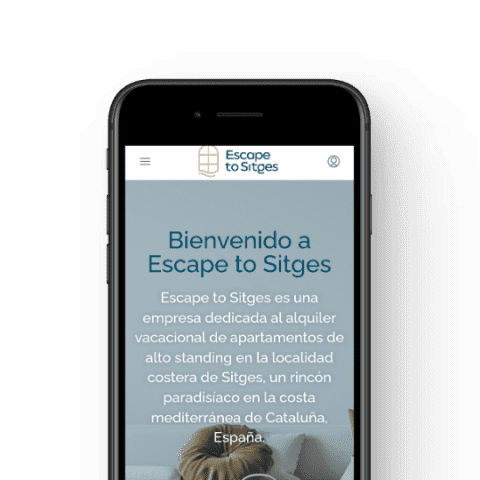 Escape
to Sitges
Bienvenido a
Escape to Sitges
Escape to Sitges es una
empresa dedicada al alquiler
vacacional de apartamentos de
alto standing en la localidad
costera de Sitges, un rincón
paradisíaco en la costa
mediterránea de Cataluña,
España.